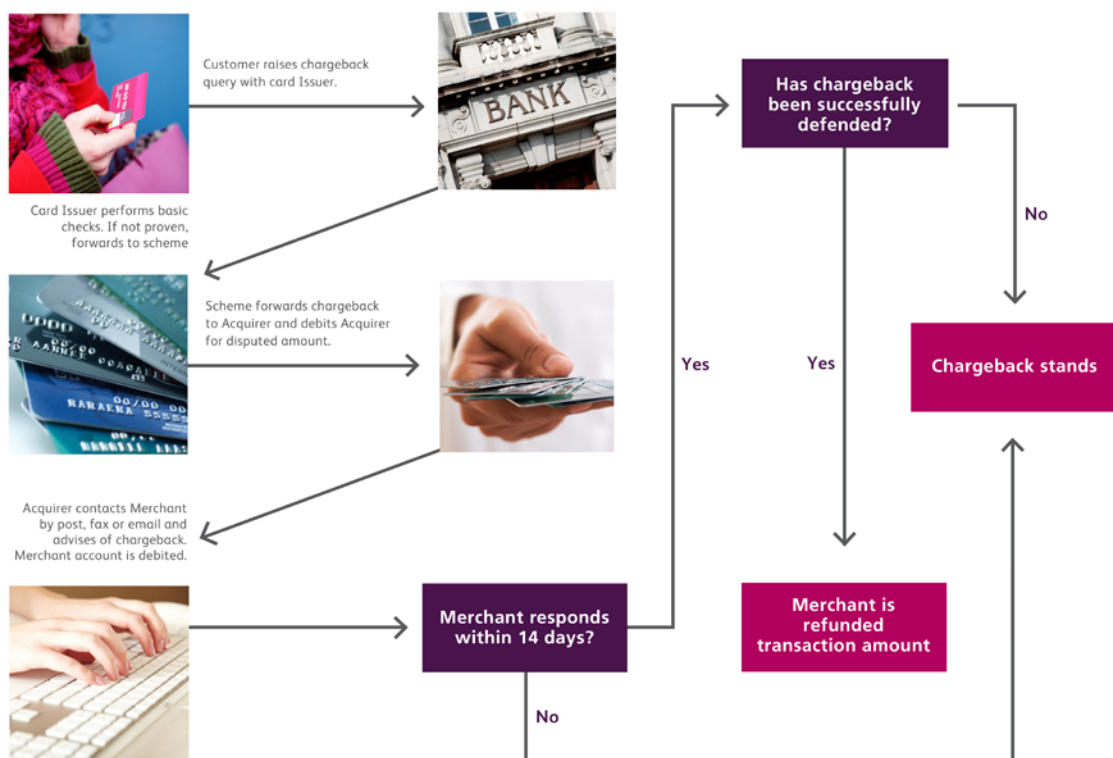 Customer raises chargeback
query with card Issuer.
BANK
Card Issuer performs basic
checks. If not proven,
forwards to scheme
Scheme forwards chargeback
to Acquirer and debits Acquirer
for disputed amount.
Acquirer contacts Merchant
by post, fax or email and
advises of chargeback.
Merchant account is debited.
Merchant responds
within 14 days?
Yes
No
Has chargeback
been successfully
defended?
Yes
No
Chargeback stands
Merchant is
refunded
transaction amount